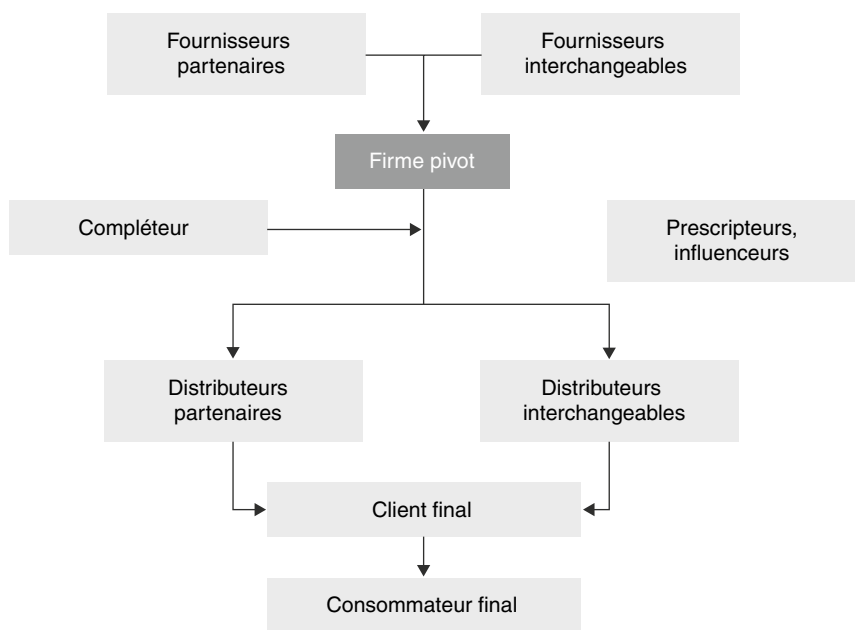 Fournisseurs
partenaires
Fournisseurs
interchangeables
Firme pivot
Compléteur
Prescripteurs,
influenceurs
Distributeurs
partenaires
Distributeurs
interchangeables
Client final
Consommateur final